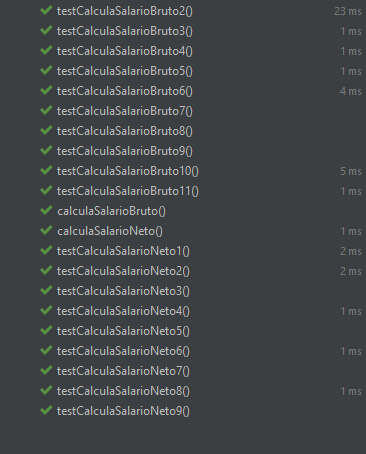 testCalculaSalarioBruto2() 23 ms
testCalculaSalarioBruto3() 1 ms
testCalculaSalarioBruto4() 1 ms
testCalculaSalarioBruto5() 1 ms
testCalculaSalarioBruto6() 4 ms
testCalculaSalarioBruto7()
testCalculaSalarioBruto8()
testCalculaSalarioBruto9()
testCalculaSalarioBruto10() 5 ms
testCalculaSalarioBruto11() 1 ms
calculaSalarioBruto()
calculaSalarioNeto() 1 ms
testCalculaSalarioNeto1() 2 ms
testCalculaSalarioNeto2() 2 ms
testCalculaSalarioNeto3()
testCalculaSalarioNeto4() 1 ms
testCalculaSalarioNeto5()
testCalculaSalarioNeto6() 1 ms
testCalculaSalarioNeto7()
testCalculaSalarioNeto8() 1 ms
testCalculaSalarioNeto9()